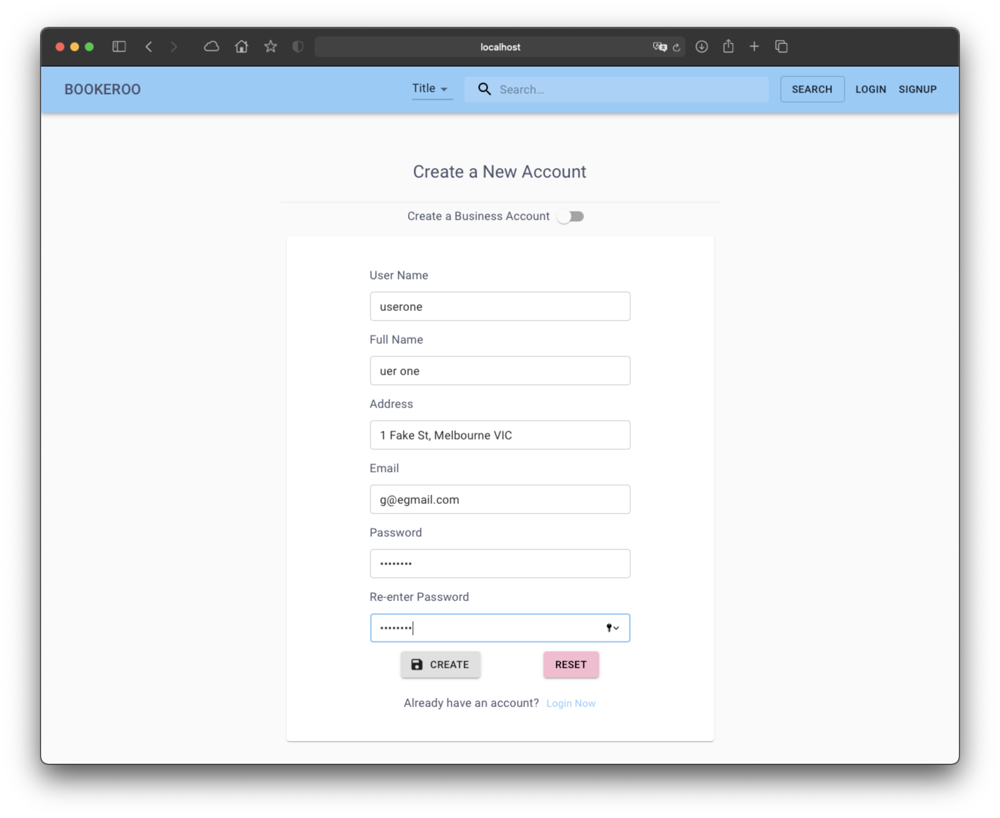 localhost
BOOKEROO Title Search... SEARCH LOGIN SIGNUP
Create a New Account
Create a Business Account
User Name
userone
Full Name
uer one
Address
1 Fake St, Melbourne VIC
Email
g@egmail.com
Password
••••••••
Re-enter Password
••••••••
CREATE RESET
Already have an account? Login Now